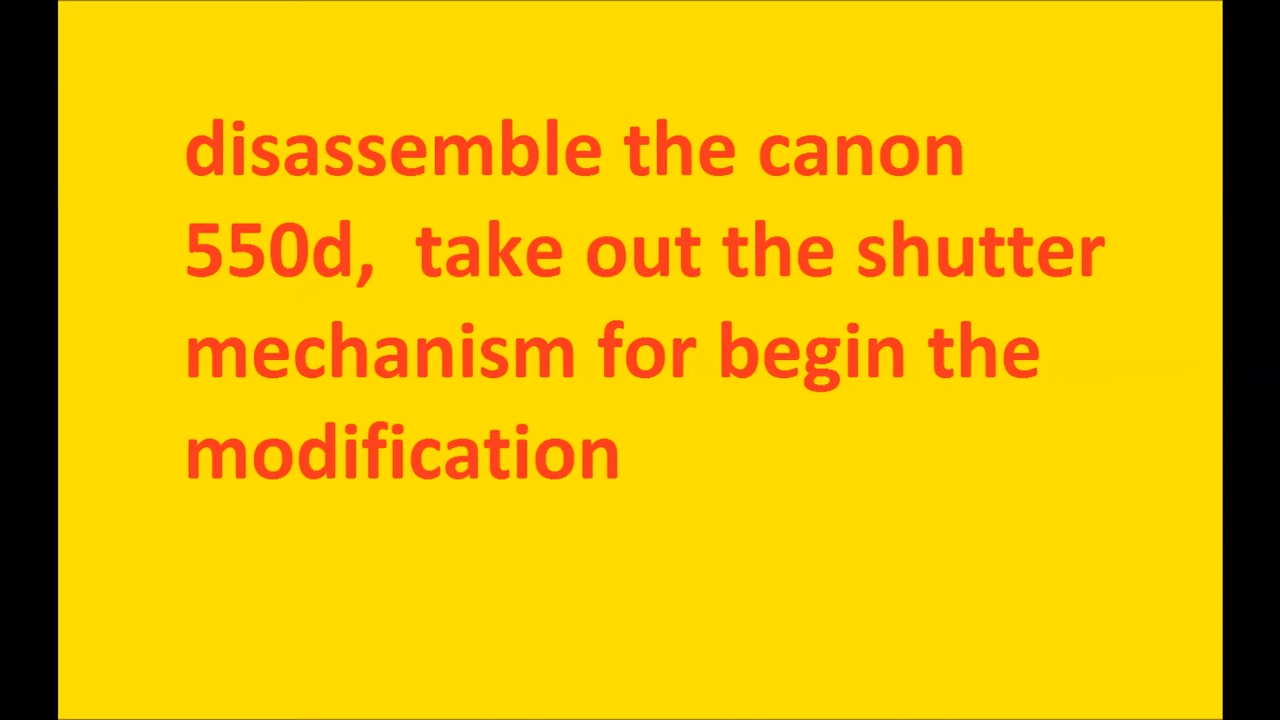 disassemble the canon
550d,  take out the shutter
mechanism for begin the
modification